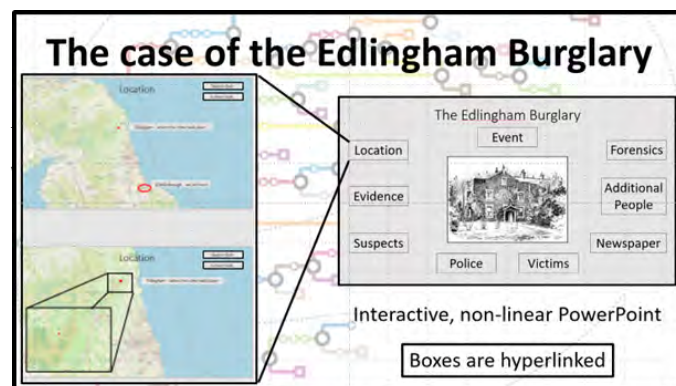 The case of the Edlingham Burglary
Location
Location
The Edlingham Burglary
Event
Location
Forensics
Evidence
Additional
People
Suspects
Newspaper
Police
Victims
Interactive, non-linear PowerPoint
Boxes are hyperlinked